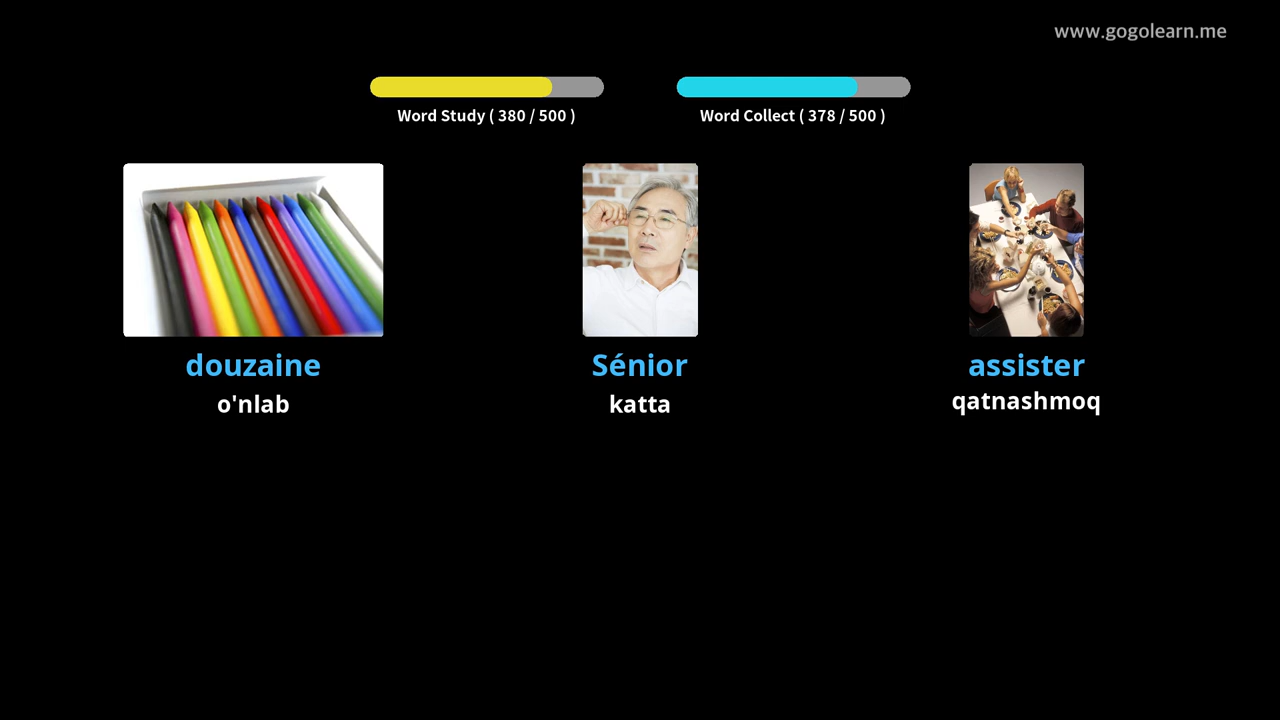 www.gogolearn.me
Word Study ( 380 / 500 )
Word Collect ( 378 / 500 )
douzaine
o'nlab
Sénior
katta
assister
qatnashmoq